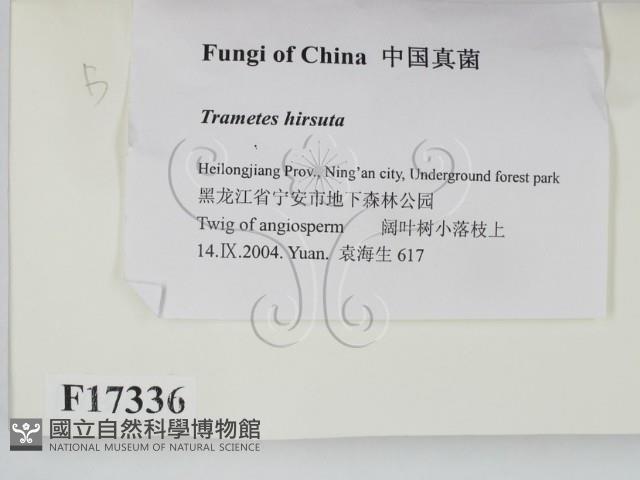 Fungi of China 中国真菌
Trametes hirsuta
Heilongjiang Prov., Ning'an city, Underground forest park
黑龙江省宁安市地下森林公园
Twig of angiosperm 阔叶树小落枝上
14.Ⅸ.2004. Yuan. 袁海生 617
F17336
國立自然科學博物館
NATIONAL MUSEUM OF NATURAL SCIENCE